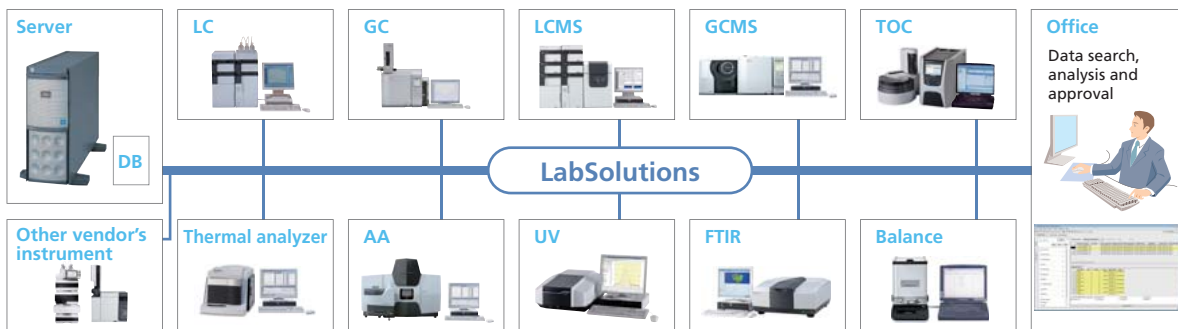 Server
LC
GC
LCMS
GCMS
TOC
Office
Data search,
analysis and
approval
DB
LabSolutions
Other vendor's
instrument
Thermal analyzer
AA
UV
FTIR
Balance